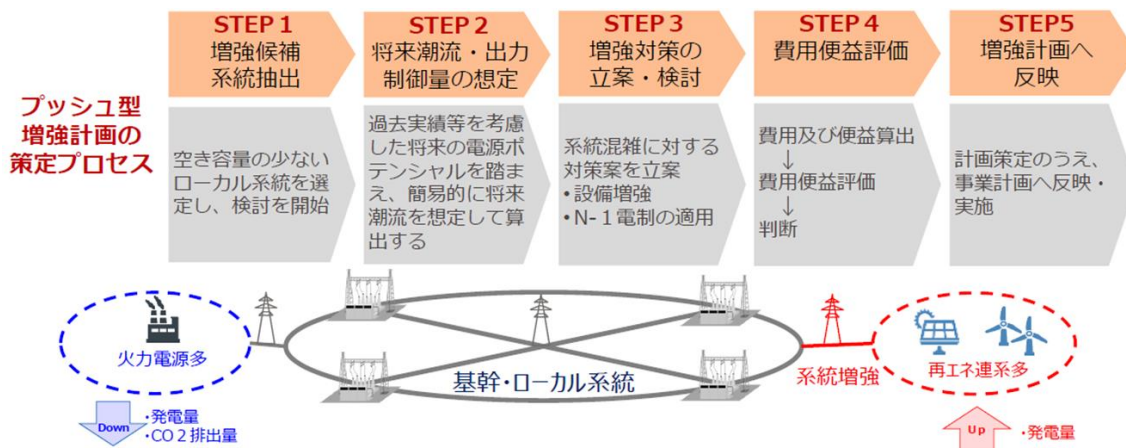 プッシュ型
増強計画の
策定プロセス
STEP 1
増強候補
系統抽出
空き容量の少ない
ローカル系統を選
定し、検討を開始
STEP 2
将来潮流・出力
制御量の想定
過去実績等を考慮
した将来の電源ポ
テンシャルを踏ま
え、簡易的に将来
潮流を想定して算
出する
STEP 3
増強対策の
立案・検討
系統混雑に対する
対策案を立案
•設備増強
•N-1電制の適用
STEP 4
費用便益評価
費用及び便益算出
↓
費用便益評価
↓
判断
STEP5
増強計画へ
反映
計画策定のうえ、
事業計画へ反映・
実施
火力電源多
基幹・ローカル系統
系統増強
再エネ連系多
Down
•発電量
•CO2排出量
Up
•発電量